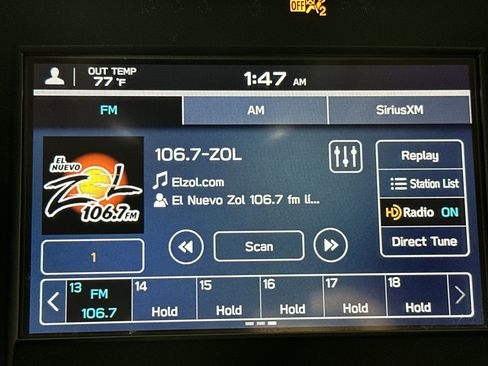 OFF 2
OUT TEMP
77 °F
1:47 AM
FM AM SiriusXM
EL
NUEVO
ZOL
106.7FM
106.7-ZOL
Elzol.com
El Nuevo Zol 106.7 fm lí...
Replay
Station List
HD Radio ON
Direct Tune
1
Scan
13 FM
106.7
14
Hold
15
Hold
16
Hold
17
Hold
18
Hold